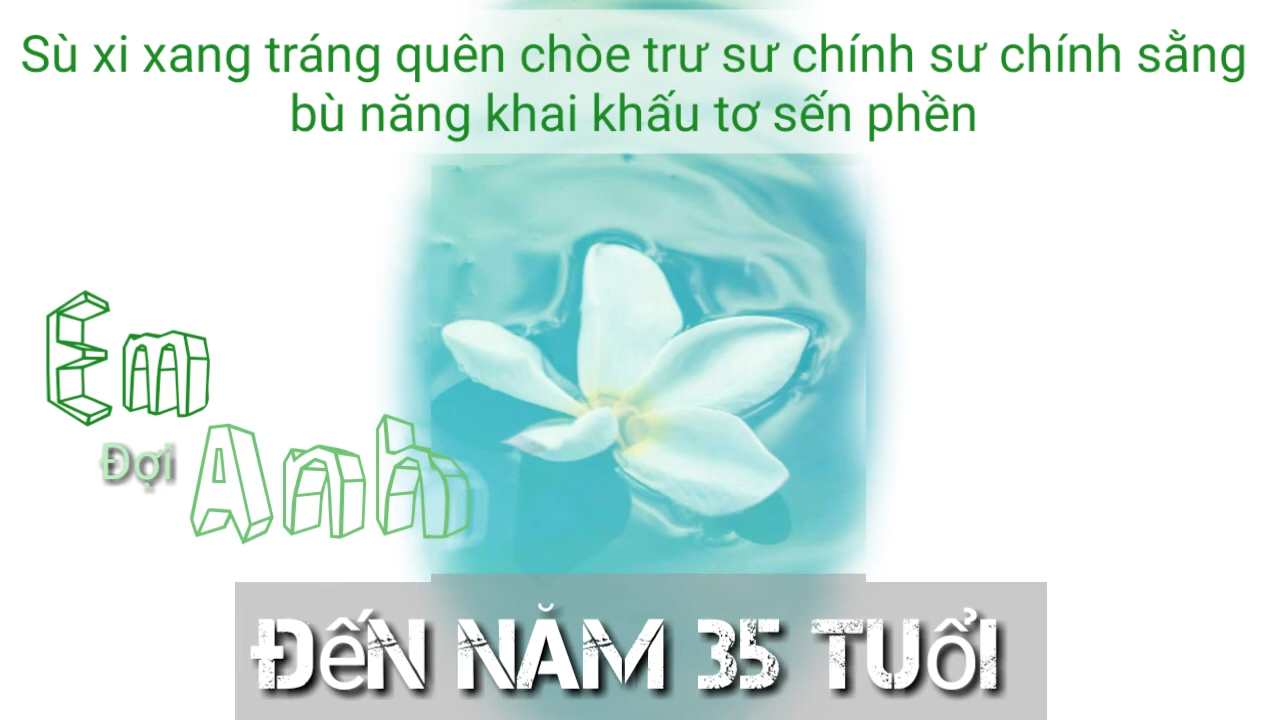 Sù xi xang tráng quên chòe trư sư chính sư chính sằng
bù năng khai khấu tơ sến phền
Em
Đợi Anh
ĐẾN NĂM 35 TUỔI